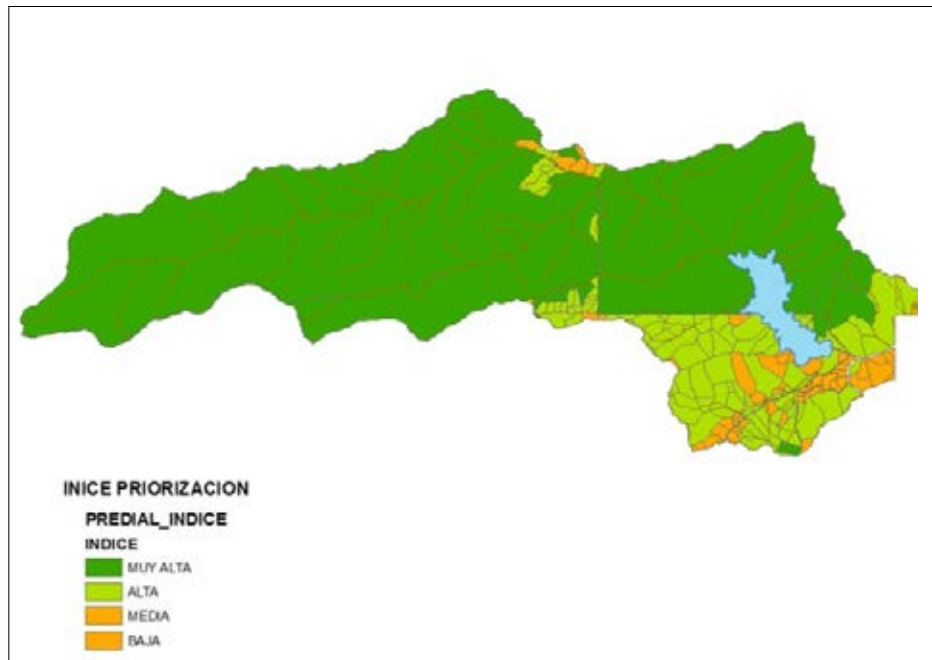 INICE PRIORIZACION
PREDIAL_INDICE
INDICE
MUY ALTA
ALTA
MEDIA
BAJA